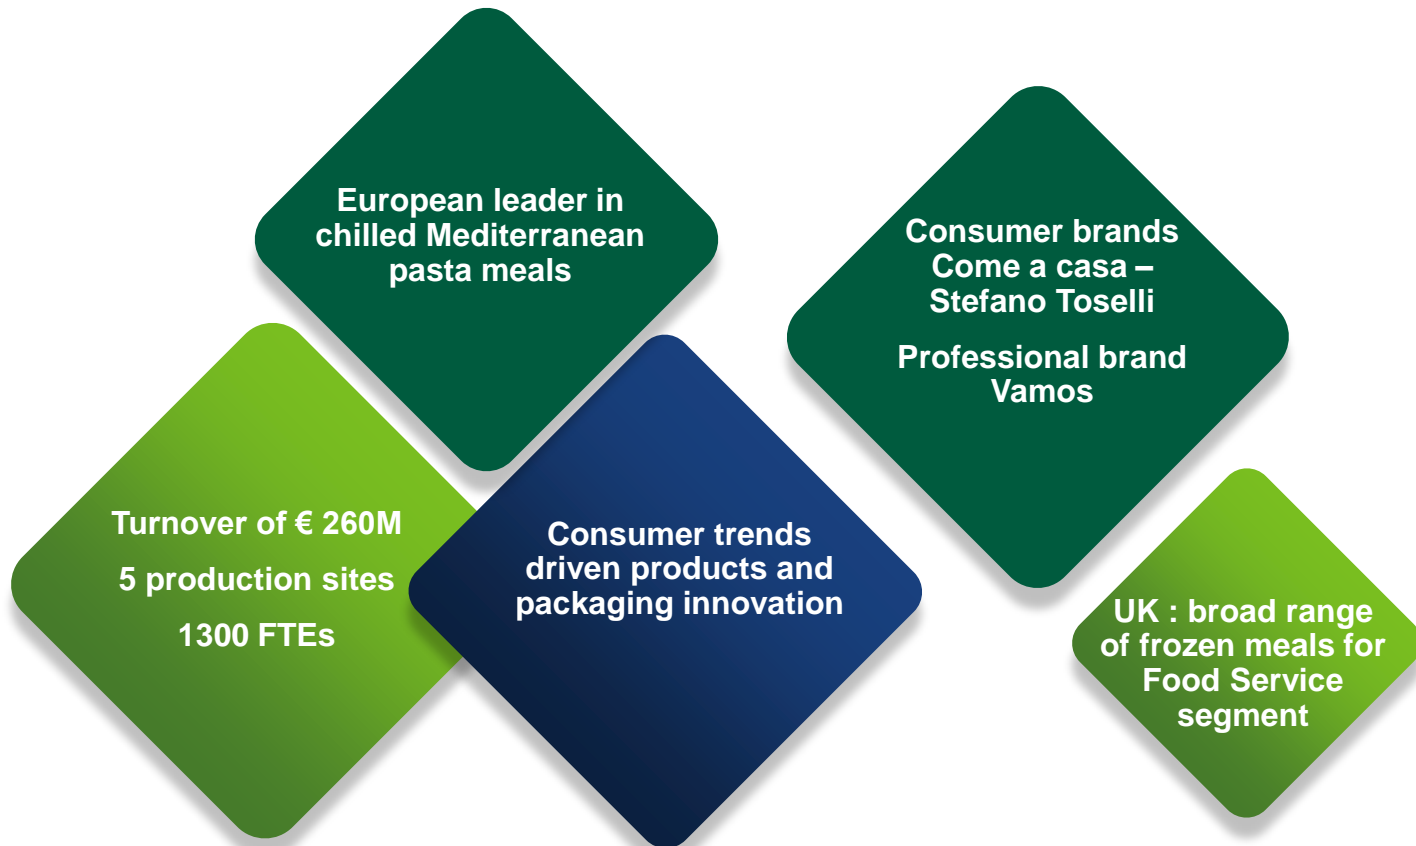 European leader in
chilled Mediterranean
pasta meals
Consumer brands
Come a casa –
Stefano Toselli
Professional brand
Vamos
Turnover of € 260M
5 production sites
1300 FTEs
Consumer trends
driven products and
packaging innovation
UK : broad range
of frozen meals for
Food Service
segment